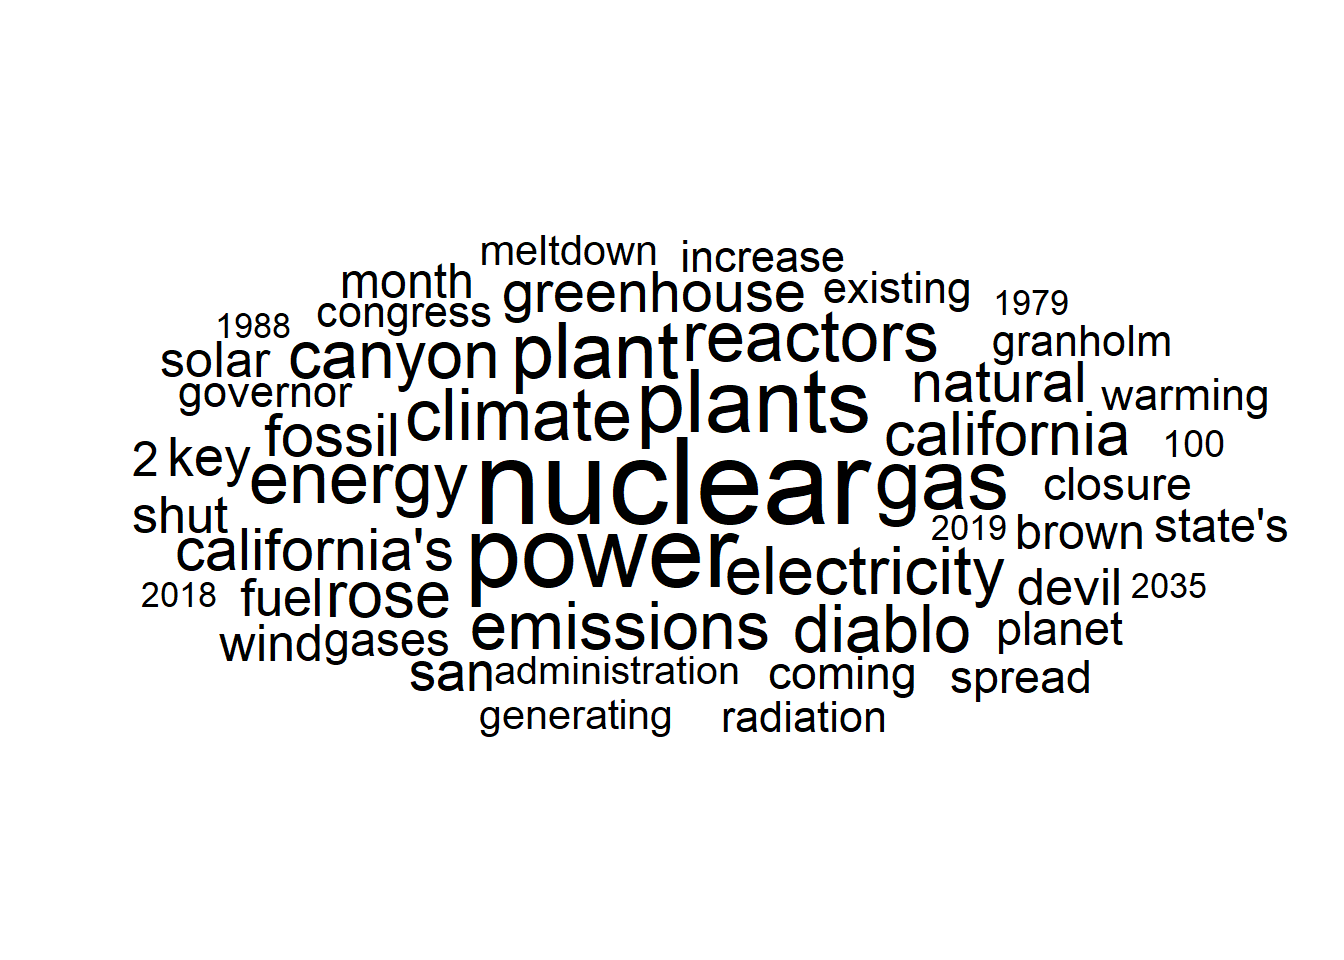 meltdown increase
month greenhouse existing
1988 congress 1979
solar canyon plant reactors granholm
governor climate plants natural warming
2 key fossil california 100
energy nuclear gas closure
shut 2019 brown state's
california's power electricity
2018 fuel rose devil 2035
wind gases emissions diablo planet
san administration coming spread
generating radiation